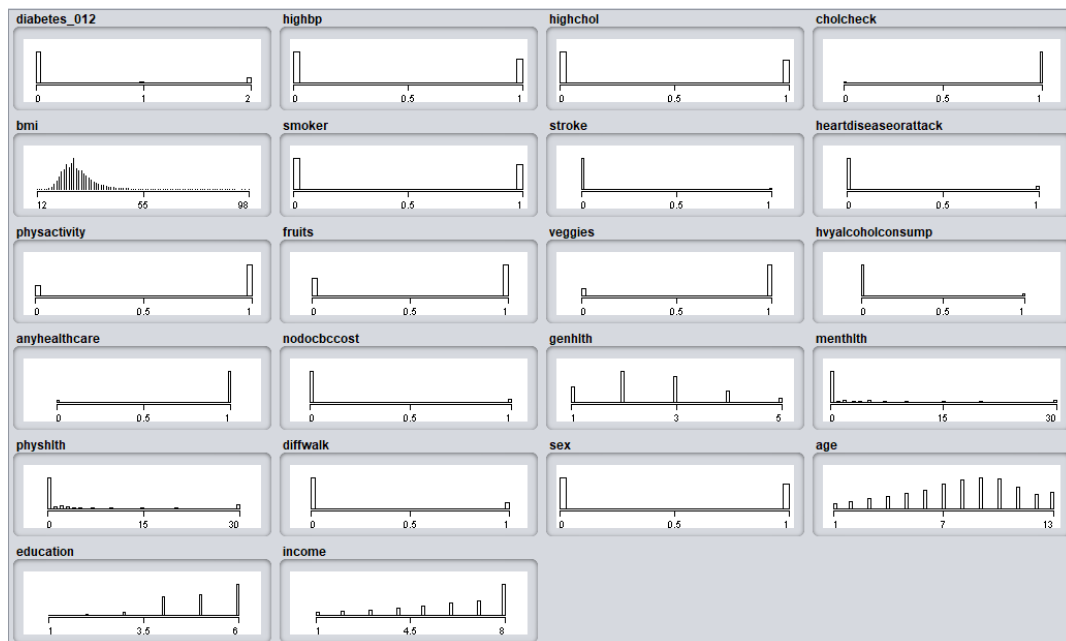 diabetes_012 highbp highchol cholcheck
0 1 2 0 0.5 1 0 0.5 1 0 0.5 1
bmi smoker stroke heartdiseaseorattack
12 55 98 0 0.5 1 0 0.5 1 0 0.5 1
physactivity fruits veggies hvyalcoholconsump
0 0.5 1 0 0.5 1 0 0.5 1 0 0.5 1
anyhealthcare nodocbccost genhlth menthlth
0 0.5 1 0 0.5 1 1 3 5 0 15 30
physhlth diffwalk sex age
0 15 30 0 0.5 1 0 0.5 1 1 7 13
education income
1 3.5 6 1 4.5 8